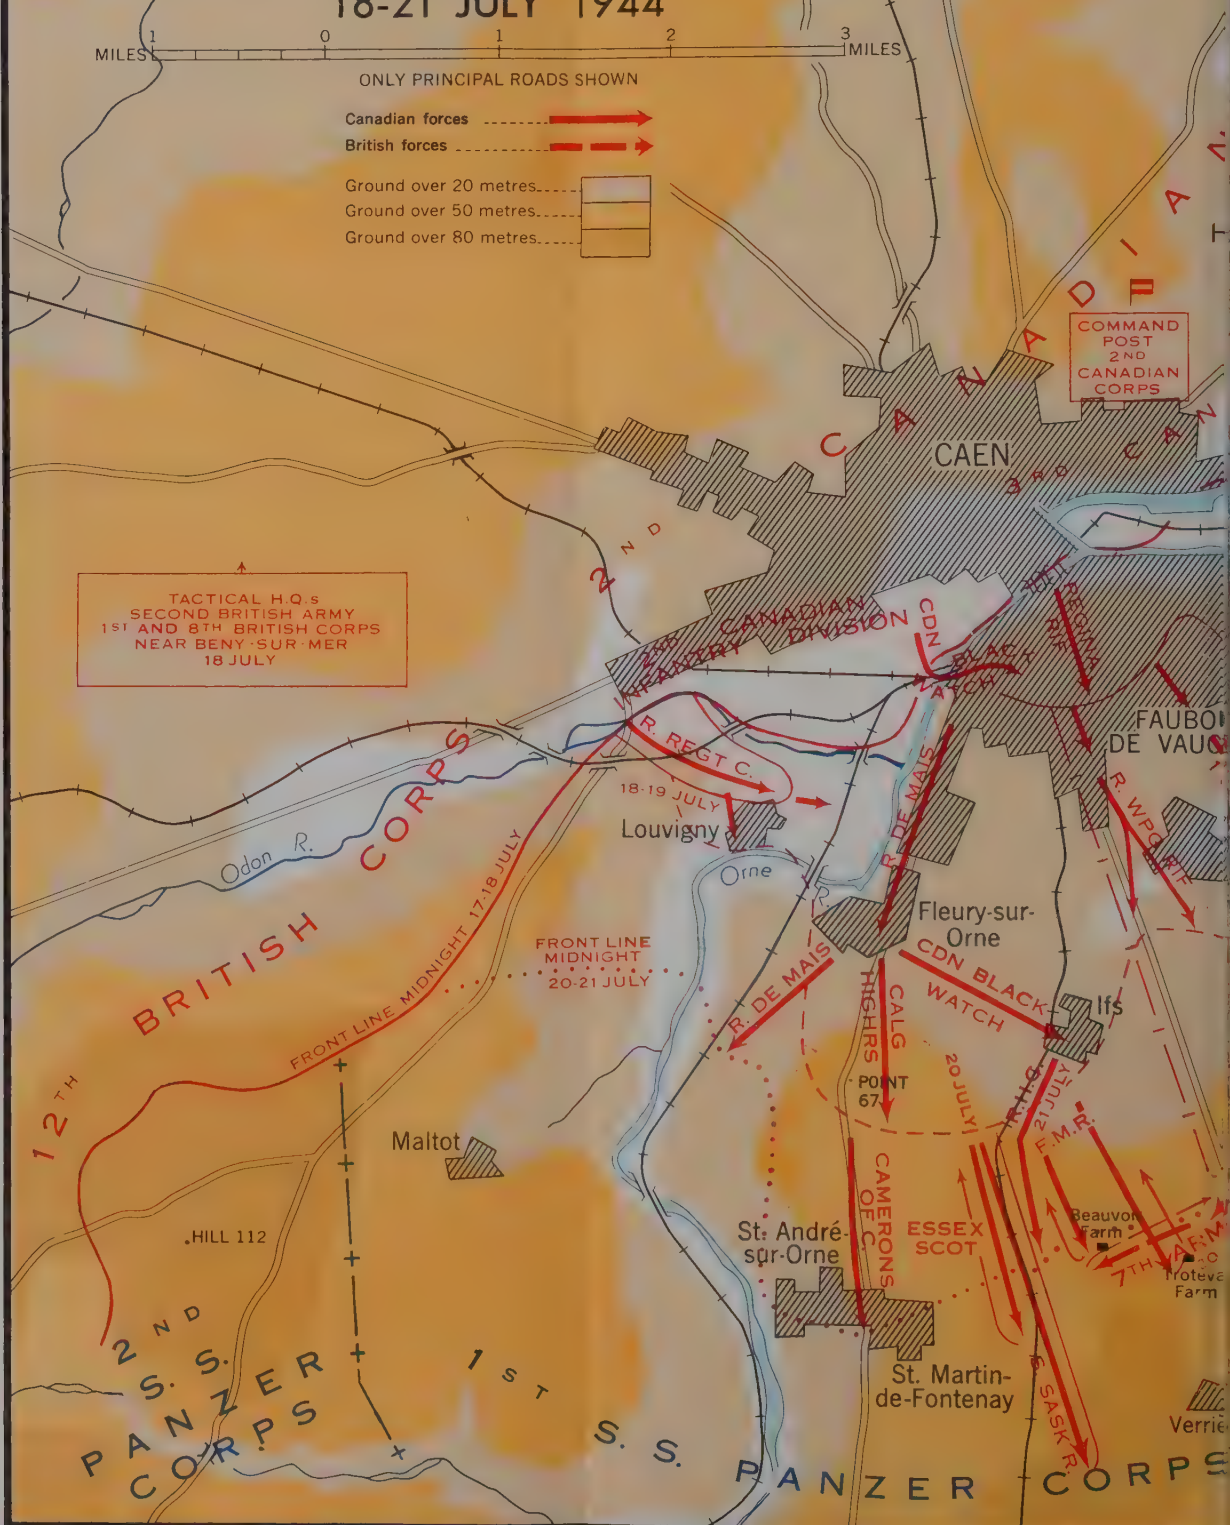 18-21 JULY 1944
MILES 1 0 1 2 3 MILES
ONLY PRINCIPAL ROADS SHOWN
Canadian forces
British forces
Ground over 20 metres
Ground over 50 metres
Ground over 80 metres
CANADIA
COMMAND
POST
2ND
CANADIAN
CORPS
CAEN
2ND
3RD
CAN
TACTICAL H.Q.s
SECOND BRITISH ARMY
1ST AND 8TH BRITISH CORPS
NEAR BENY-SUR-MER
18 JULY
2ND CANADIAN
INFANTRY DIVISION
CDN
BLACK
WATCH
REGINA
RIF
FAUBOU
DE VAUC
R. REGT C.
18-19 JULY
Louvigny
R. DE MAIS
R. WPG RIF
Odon R.
Orne
R.
12TH
BRITISH
CORPS
FRONT LINE MIDNIGHT 17-18 JULY
FRONT LINE
MIDNIGHT
20-21 JULY
Fleury-sur-
Orne
R. DE MAIS
CALG
HIGHRS
CDN BLACK
WATCH
Ifs
POINT
67
20 JULY
R.H.C.
21 JULY
F.M.R.
Maltot
HILL 112
St. André-
sur-Orne
CAMERONS
OF C.
ESSEX
SCOT
Beauvoir
Farm
7TH ARM
Troteva
Farm
St. Martin-
de-Fontenay
S. SASK R.
Verriè
2ND
S. S.
PANZER
CORPS
1ST S. S. PANZER CORPS